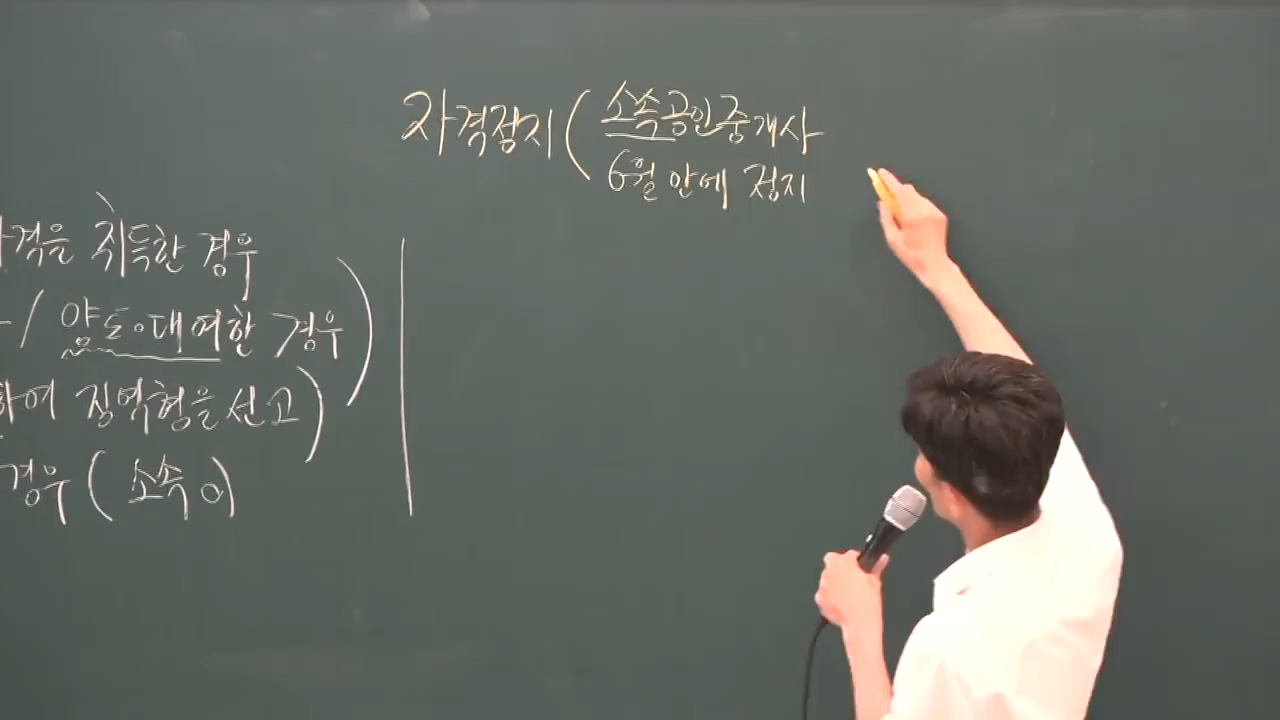 자격정지 (소속공인중개사
6월 안에 정지
격을 취득한 경우
/ 양도·대여한 경우)
하여 징역형을 선고)
경우 (소속 O)